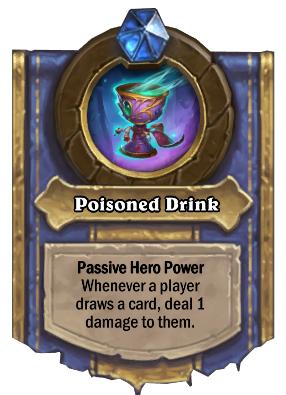 Poisoned Drink
Passive Hero Power
Whenever a player
draws a card, deal 1
damage to them.